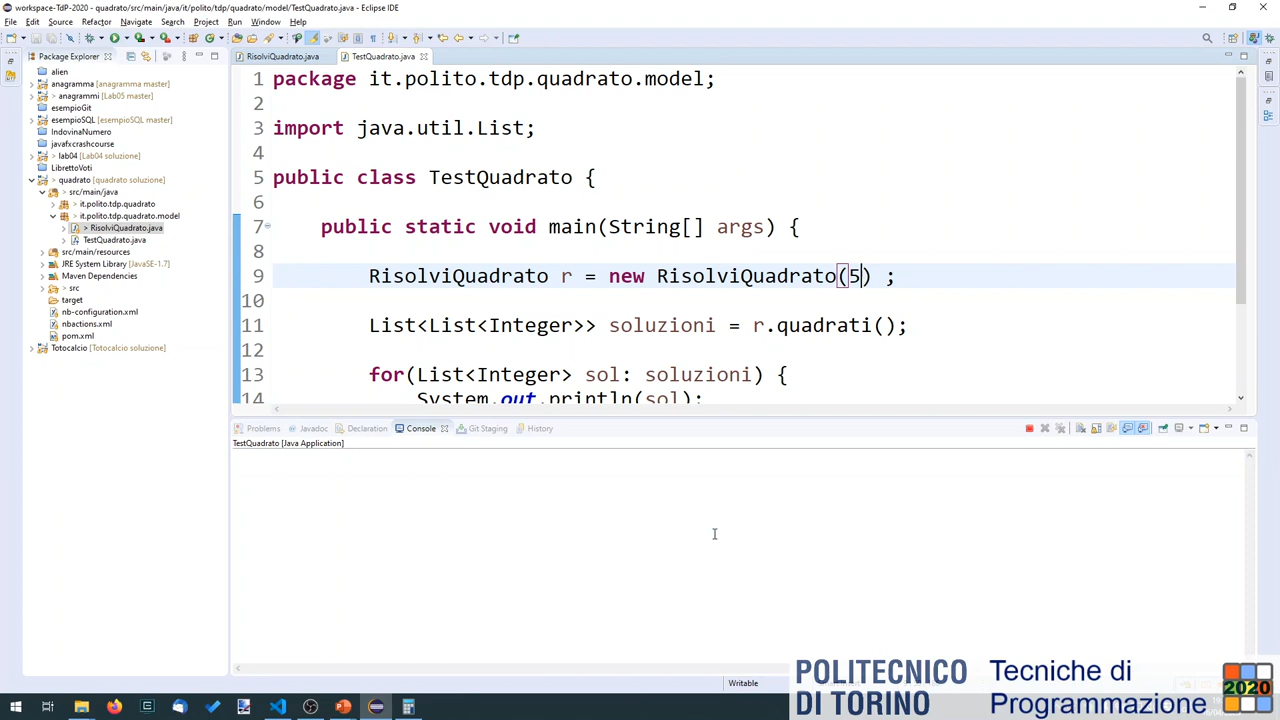 workspace-TdP-2020 - quadrato/src/main/java/it/polito/tdp/quadrato/model/TestQuadrato.java - Eclipse IDE
File Edit Source Refactor Navigate Search Project Run Window Help
Package Explorer
RisolviQuadrato.java
TestQuadrato.java
alien
anagramma [anagramma master]
> anagrammi [Lab05 master]
esempioGit
esempioSQL [esempioSQL master]
IndovinaNumero
javafxcrashcourse
> lab04 [Lab04 soluzione]
LibrettoVoti
> quadrato [quadrato soluzione]
> src/main/java
> it.polito.tdp.quadrato
> it.polito.tdp.quadrato.model
> RisolviQuadrato.java
TestQuadrato.java
src/main/resources
JRE System Library [JavaSE-1.7]
Maven Dependencies
> src
target
nb-configuration.xml
nbactions.xml
pom.xml
Totocalcio [Totocalcio soluzione]
1 package it.polito.tdp.quadrato.model;
2
3 import java.util.List;
4
5 public class TestQuadrato {
6
7 public static void main(String[] args) {
8
9 RisolviQuadrato r = new RisolviQuadrato(5) ;
10
11 List<List<Integer>> soluzioni = r.quadrati();
12
13 for(List<Integer> sol: soluzioni) {
14 System.out.println(sol);
Problems Javadoc Declaration Console Git Staging History
TestQuadrato [Java Application]
Writable
POLITECNICO
DI TORINO
Tecniche di
Programmazione
2020